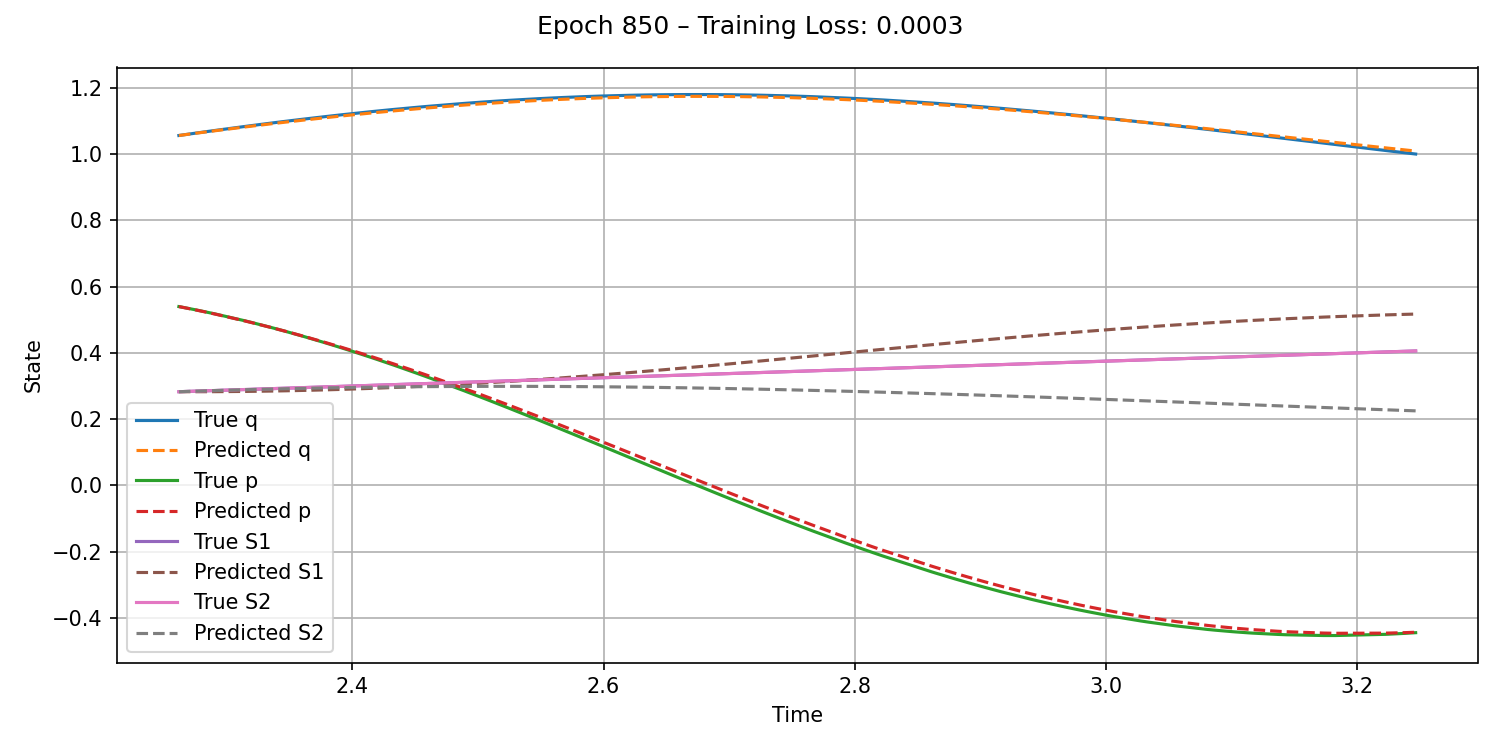 Epoch 850 – Training Loss: 0.0003
1.2
1.0
0.8
0.6
0.4
0.2
0.0
−0.2
−0.4
State
True q
Predicted q
True p
Predicted p
True S1
Predicted S1
True S2
Predicted S2
2.4 2.6 2.8 3.0 3.2
Time